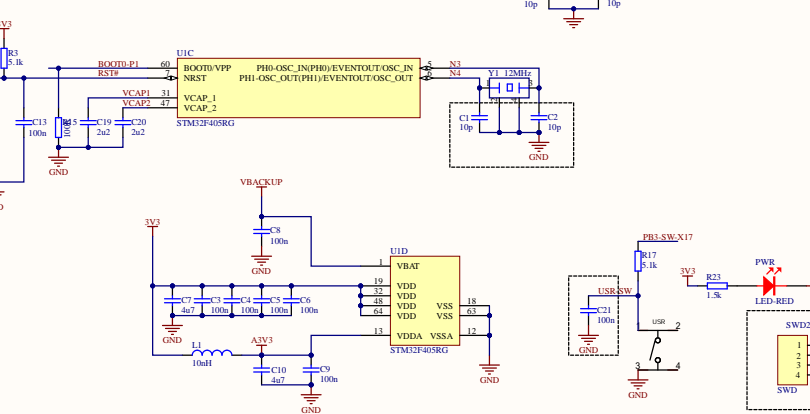 10p
10p
3V3
R3
5.1k
U1C
BOOT0-P1
60
BOOT0/VPP
PH0-OSC_IN(PH0)/EVENTOUT/OSC_IN
5
N3
RST#
7
NRST
PH1-OSC_OUT(PH1)/EVENTOUT/OSC_OUT
6
N4
Y1 12MHz
1
3
VCAP1
31
VCAP_1
VCAP2
47
VCAP_2
STM32F405RG
C13
100n
C19
2u2
C20
2u2
C1
10p
C2
10p
GND
GND
VBACKUP
C8
100n
GND
3V3
U1D
1
VBAT
19
VDD
32
VDD
48
VDD
64
VDD
VSS
18
VSS
63
13
VDDA
VSSA
12
STM32F405RG
C7
4u7
C3
100n
C4
100n
C5
100n
C6
100n
GND
L1
10nH
A3V3
C10
4u7
C9
100n
GND
GND
PB3-SW-X17
R17
5.1k
USR-SW
C21
100n
GND
USR
1
2
3
4
GND
PWR
3V3
R23
1.5k
LED-RED
SWD2
1
2
3
4
SWD